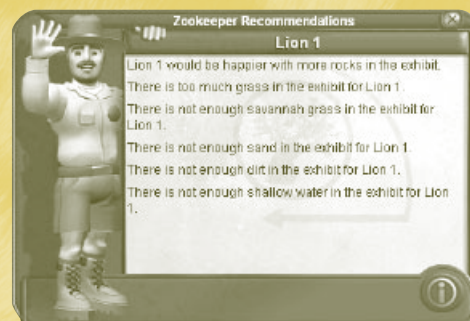 Zookeeper Recommendations
Lion 1
Lion 1 would be happier with more rocks in the exhibit.
There is too much grass in the exhibit for Lion 1.
There is not enough savannah grass in the exhibit for
Lion 1.
There is not enough sand in the exhibit for Lion 1.
There is not enough dirt in the exhibit for Lion 1.
There is not enough shallow water in the exhibit for Lion
1.